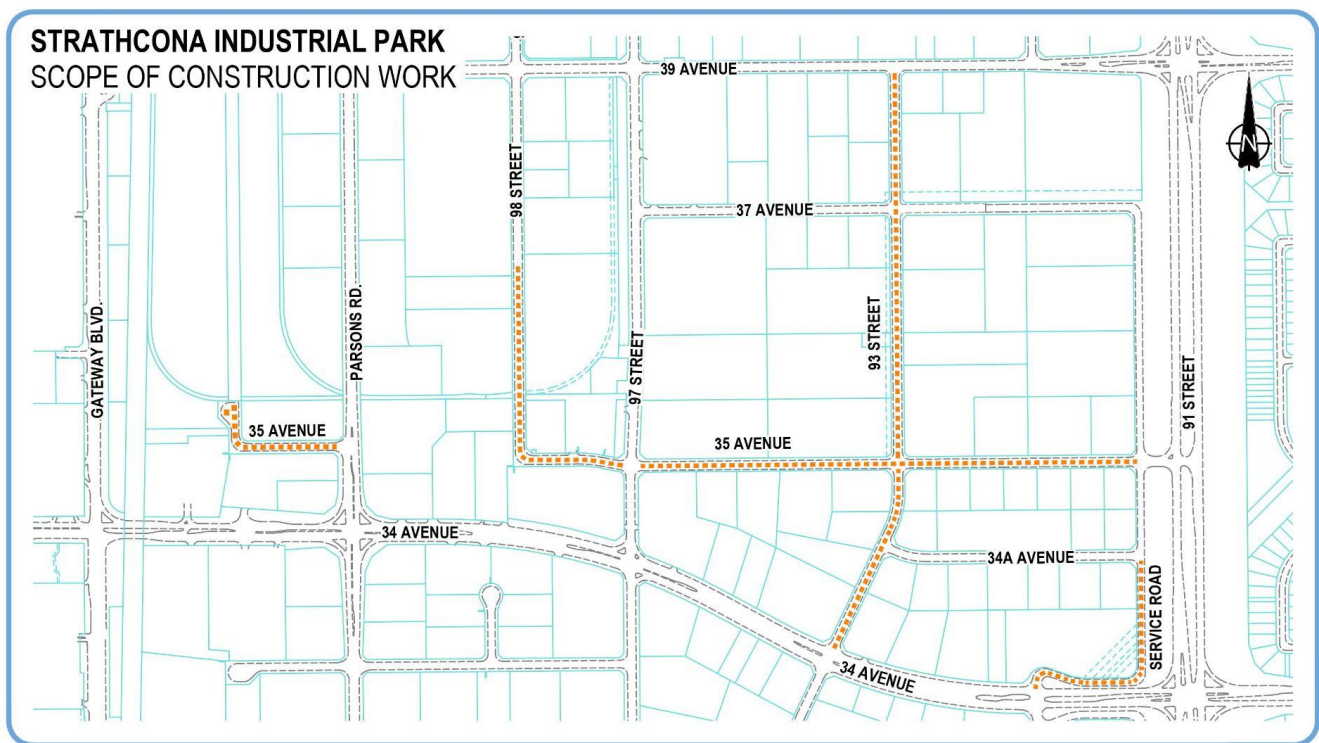 STRATHCONA INDUSTRIAL PARK
SCOPE OF CONSTRUCTION WORK
39 AVENUE
N
98 STREET
37 AVENUE
GATEWAY BLVD.
PARSONS RD.
97 STREET
93 STREET
91 STREET
35 AVENUE
35 AVENUE
34 AVENUE
34A AVENUE
SERVICE ROAD
34 AVENUE